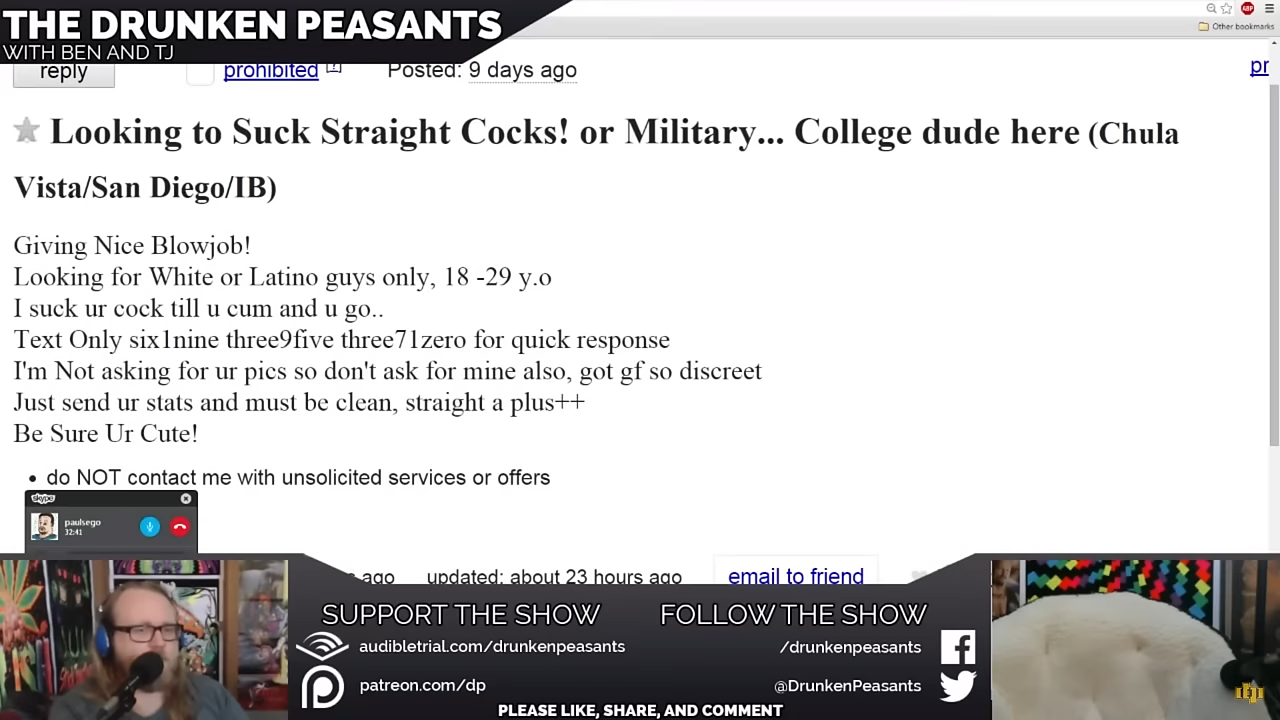 THE DRUNKEN PEASANTS
WITH BEN AND TJ
Other bookmarks
reply
prohibited [?]
Posted: 9 days ago
pr
Looking to Suck Straight Cocks! or Military... College dude here (Chula
Vista/San Diego/IB)
Giving Nice Blowjob!
Looking for White or Latino guys only, 18 -29 y.o
I suck ur cock till u cum and u go..
Text Only six1nine three9five three71zero for quick response
I'm Not asking for ur pics so don't ask for mine also, got gf so discreet
Just send ur stats and must be clean, straight a plus++
Be Sure Ur Cute!
• do NOT contact me with unsolicited services or offers
skype
paulsego
32:41
ago
updated: about 23 hours ago
email to friend
SUPPORT THE SHOW
audibletrial.com/drunkenpeasants
patreon.com/dp
FOLLOW THE SHOW
/drunkenpeasants
@DrunkenPeasants
PLEASE LIKE, SHARE, AND COMMENT